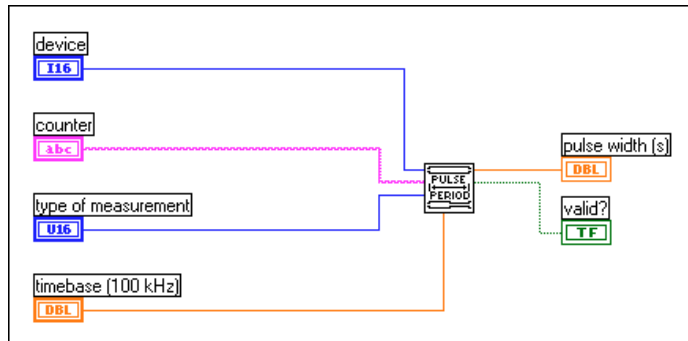 device
I16
counter
abc
type of measurement
U16
timebase (100 kHz)
DBL
PULSE
PERIOD
pulse width (s)
DBL
valid?
TF